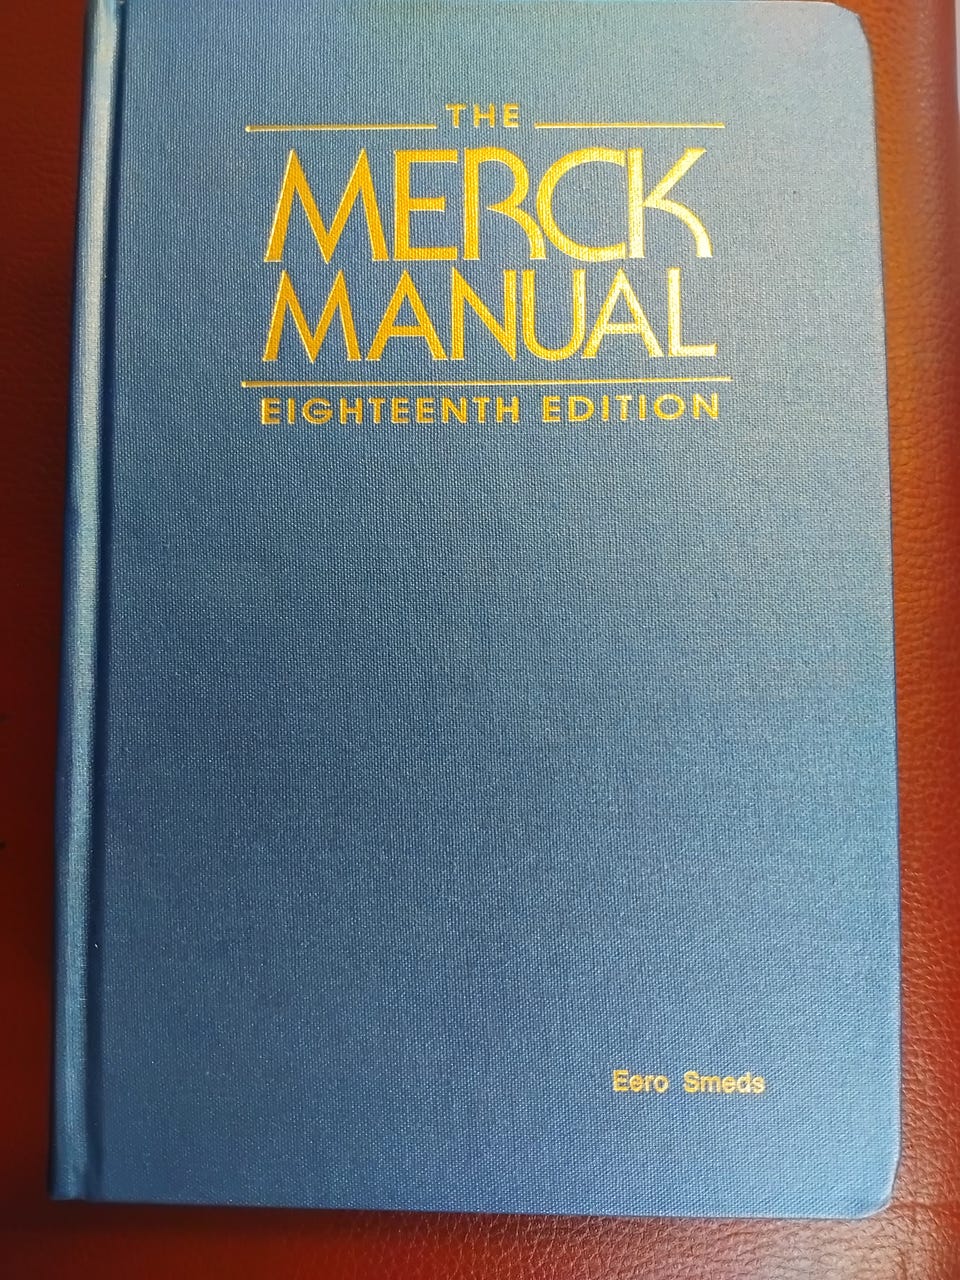 THE
MERCK
MANUAL
EIGHTEENTH EDITION
Eero Smeds